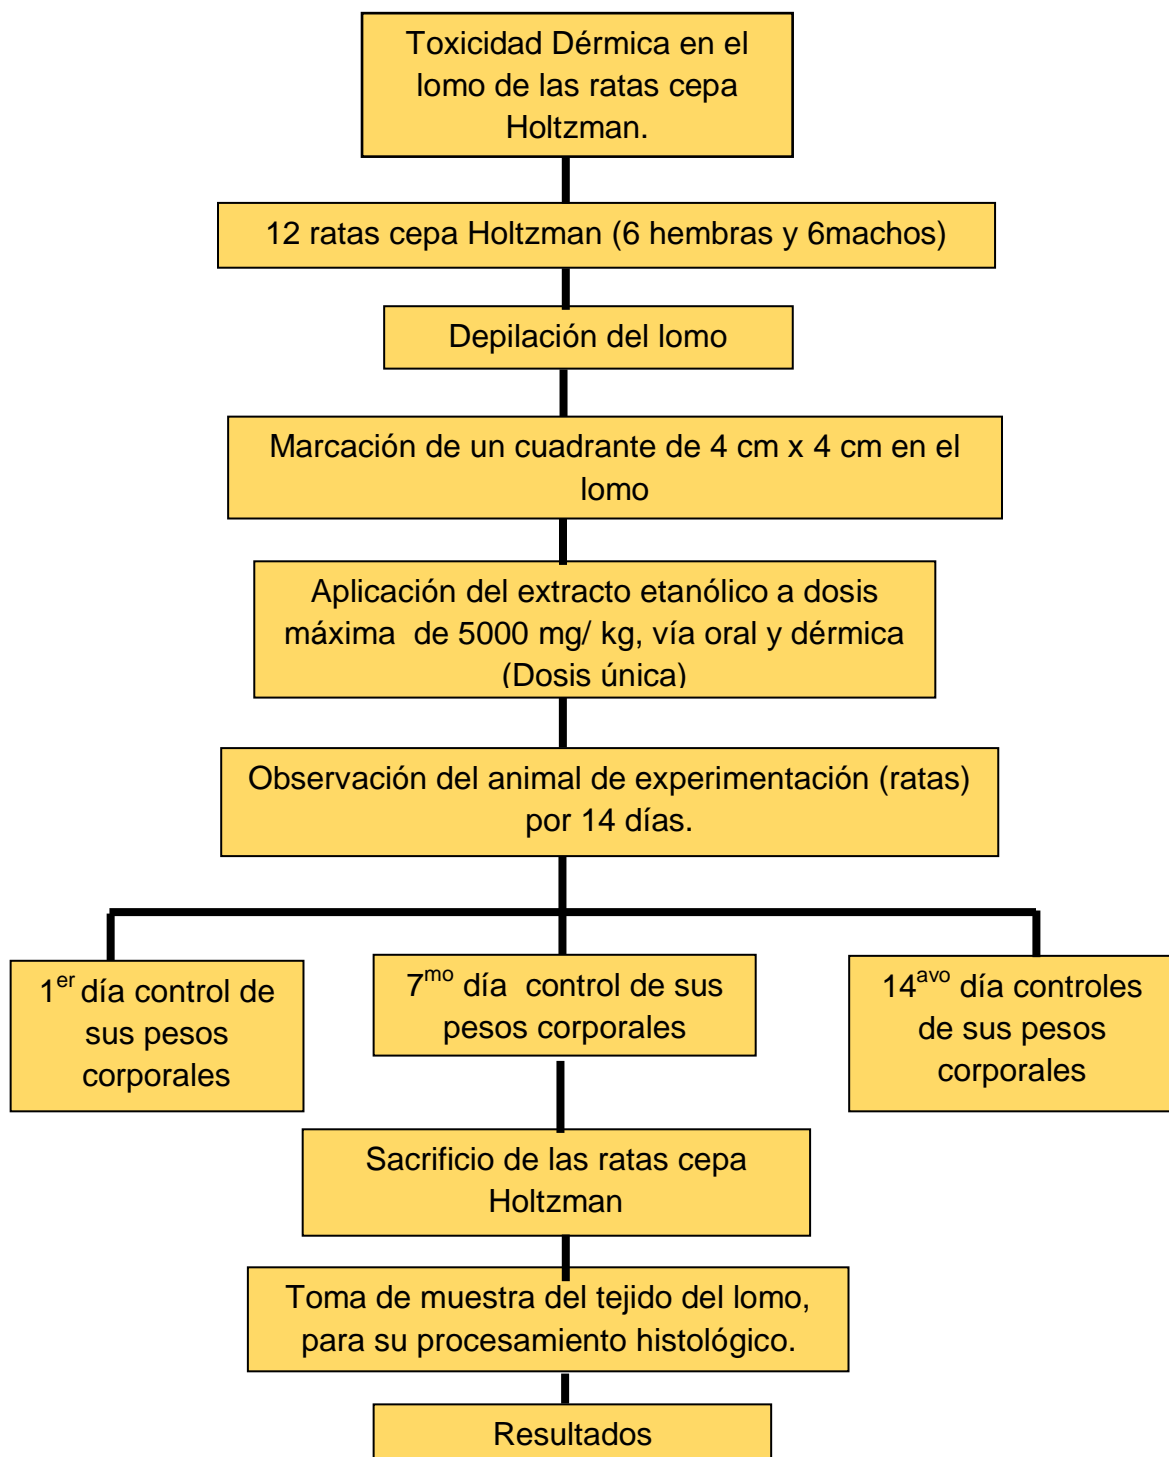 Toxicidad Dérmica en el
lomo de las ratas cepa
Holtzman.
12 ratas cepa Holtzman (6 hembras y 6machos)
Depilación del lomo
Marcación de un cuadrante de 4 cm x 4 cm en el
lomo
Aplicación del extracto etanólico a dosis
máxima  de 5000 mg/ kg, vía oral y dérmica
(Dosis única)
Observación del animal de experimentación (ratas)
por 14 días.
1er día control de
sus pesos
corporales
7mo día  control de sus
pesos corporales
14avo día controles
de sus pesos
corporales
Sacrificio de las ratas cepa
Holtzman
Toma de muestra del tejido del lomo,
para su procesamiento histológico.
Resultados